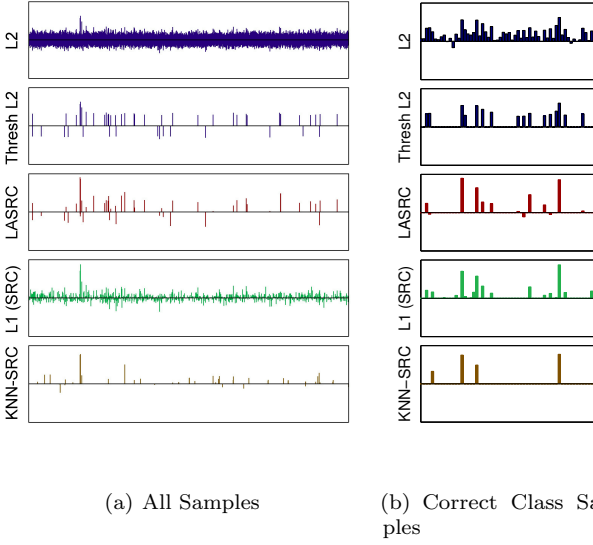 L2
Thresh L2
LASRC
L1 (SRC)
KNN-SRC
(a) All Samples
L2
Thresh L2
LASRC
L1 (SRC)
KNN−SRC
(b) Correct Class Sa
ples